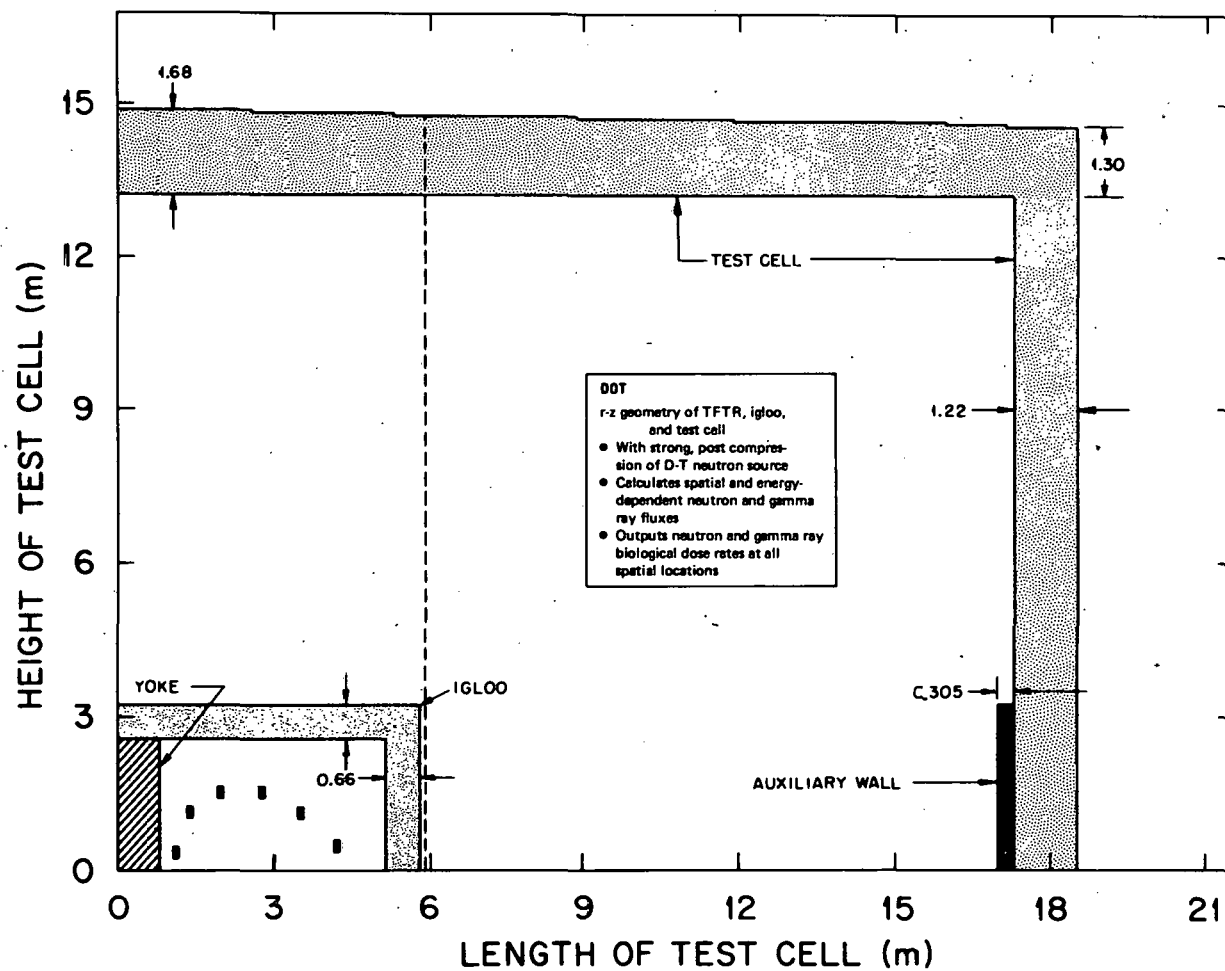 1.68
15
1.30
TEST CELL
12
HEIGHT OF TEST CELL (m)
DOT
r-z geometry of TFTR, igloo,
and test call
• With strong, post compres-
sion of D-T neutron source
• Calculates spatial and energy-
dependent neutron and gamma
ray fluxes
• Outputs neutron and gamma ray
biological dose rates at all
spatial locations
9
1.22
6
YOKE
IGLOO
0.305
3
0.66
AUXILIARY WALL
0
0
3
6
9
12
15
18
21
LENGTH OF TEST CELL (m)